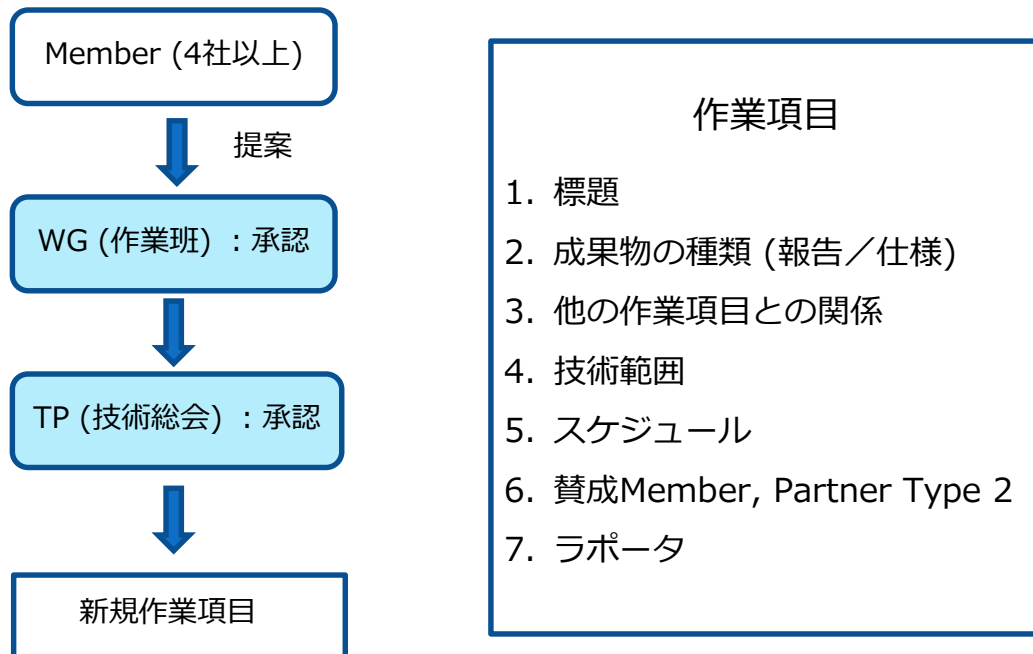 Member (4社以上)
提案
WG (作業班) : 承認
TP (技術総会) : 承認
新規作業項目
作業項目
1. 標題
2. 成果物の種類 (報告／仕様)
3. 他の作業項目との関係
4. 技術範囲
5. スケジュール
6. 賛成Member, Partner Type 2
7. ラポータ